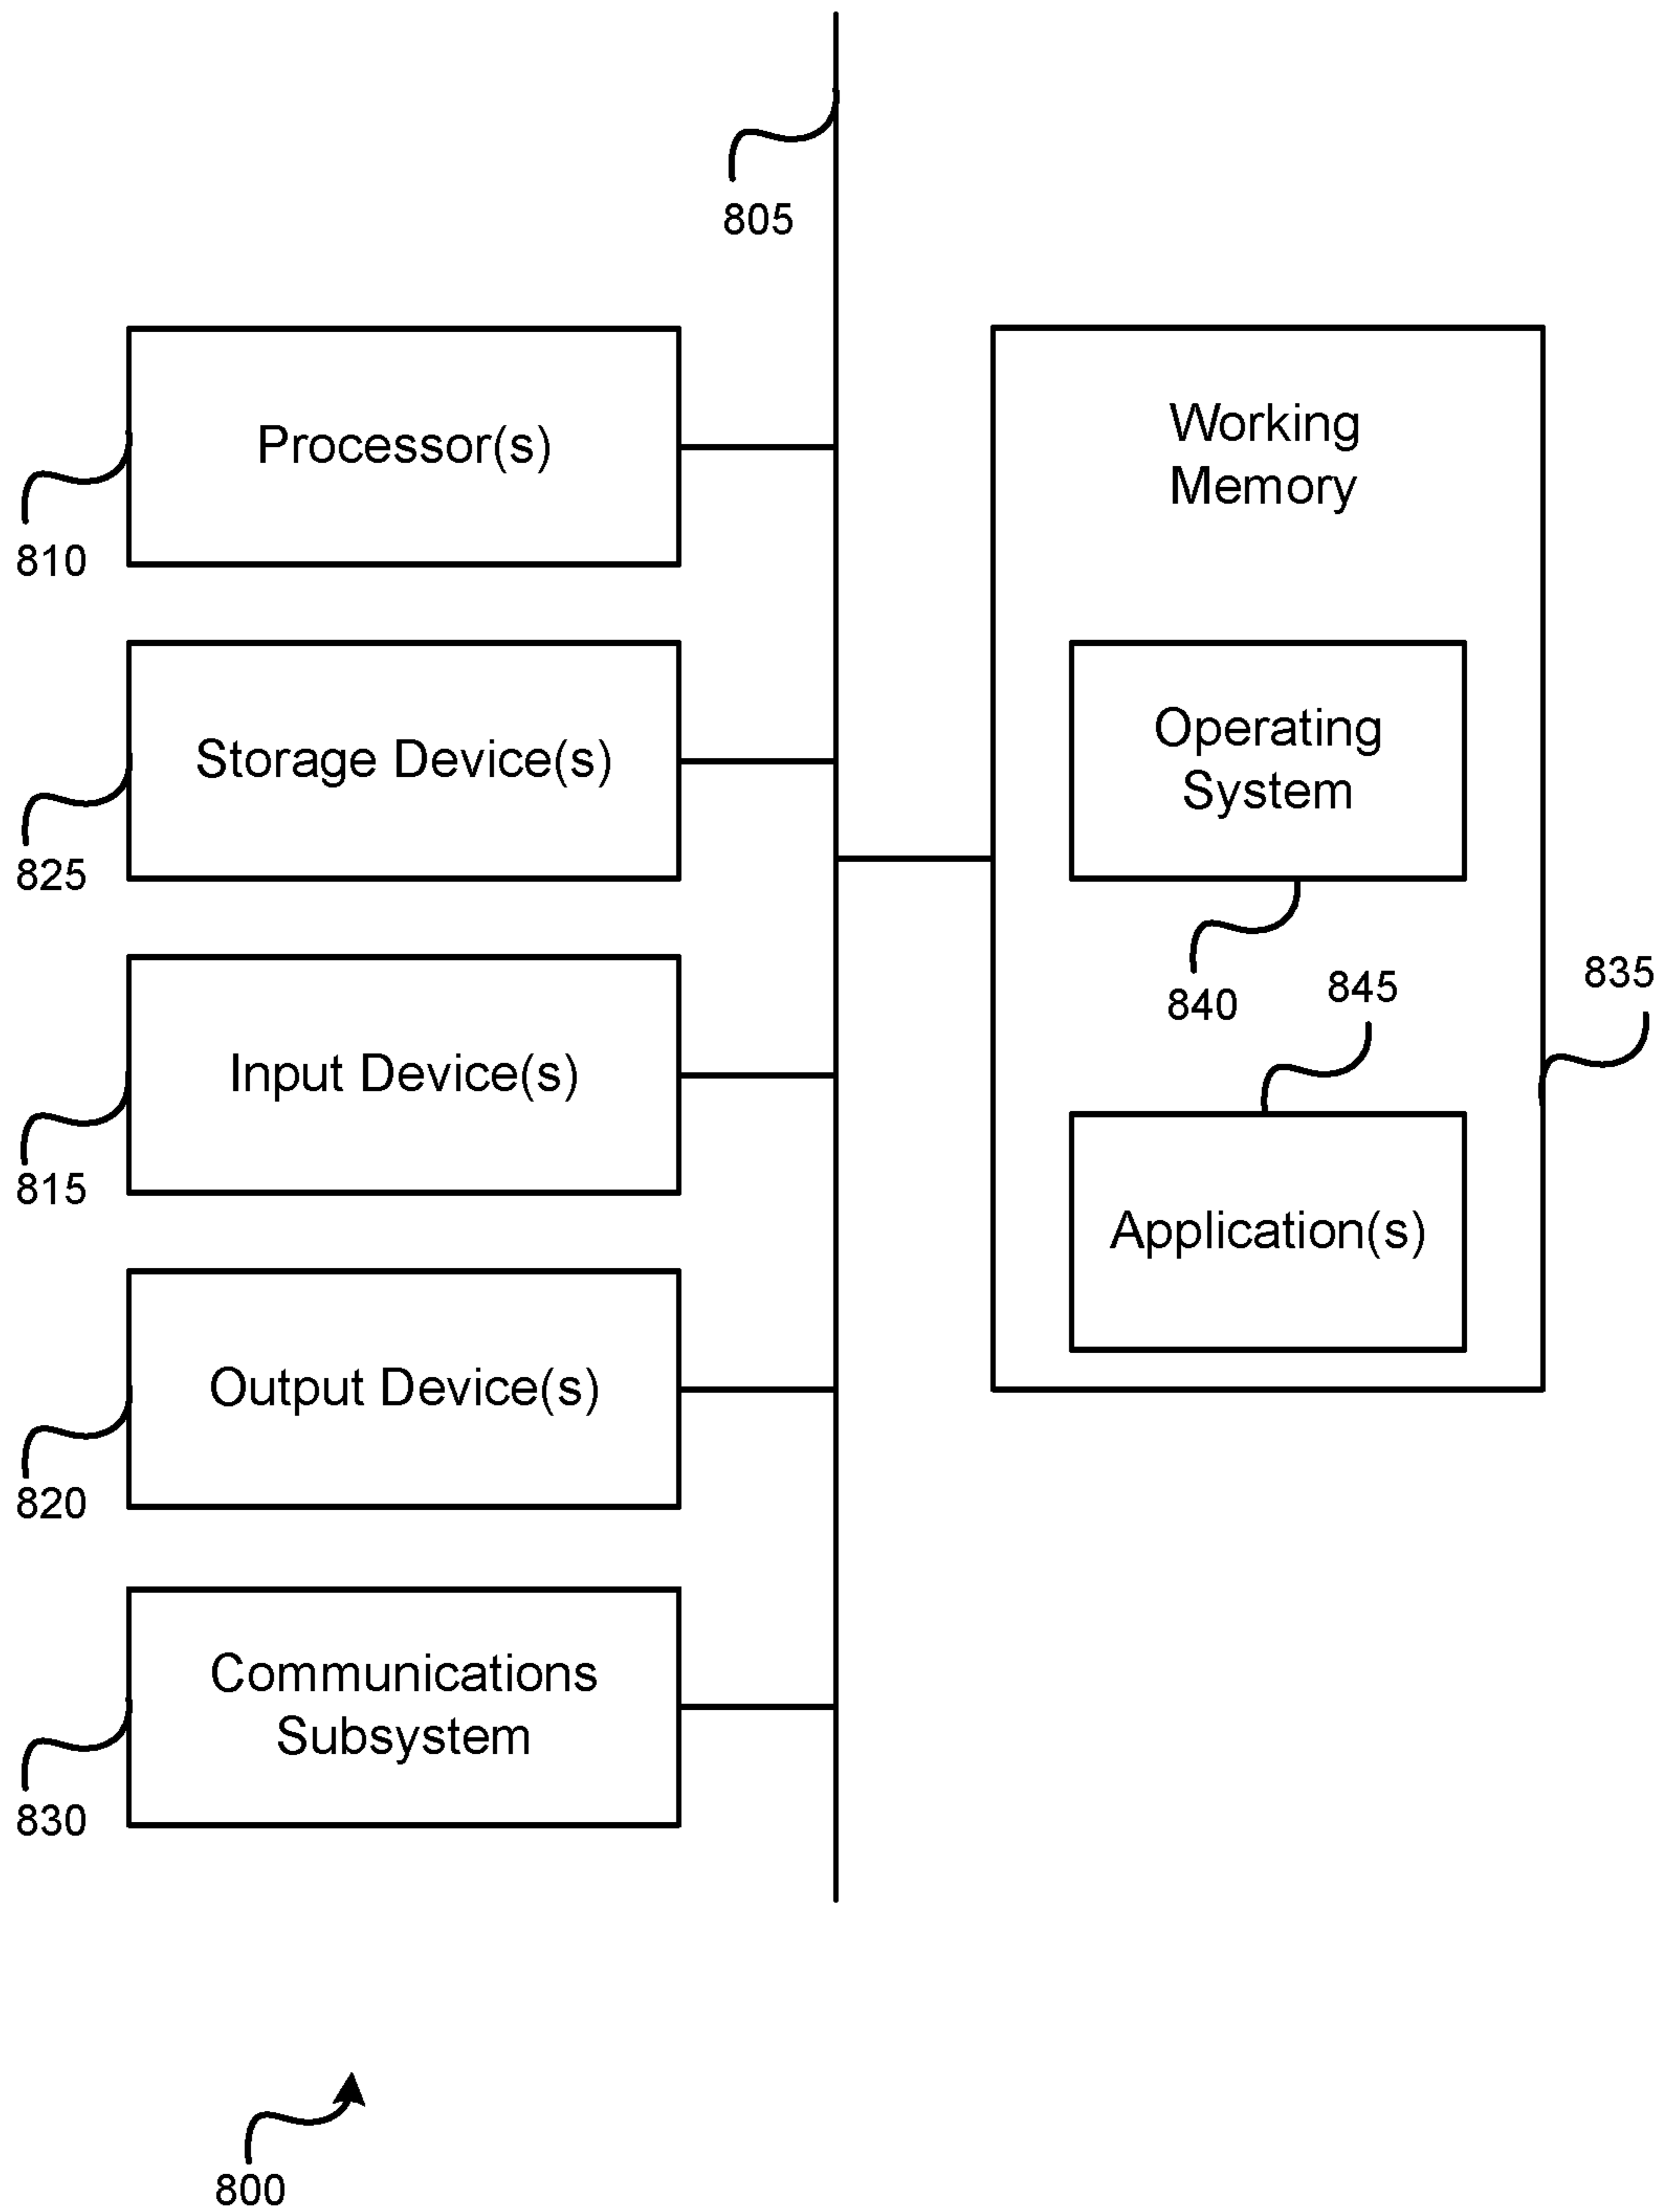 805
Processor(s)
810
Storage Device(s)
825
Input Device(s)
815
Output Device(s)
820
Communications
Subsystem
830
Working
Memory
Operating
System
840
845
835
Application(s)
800